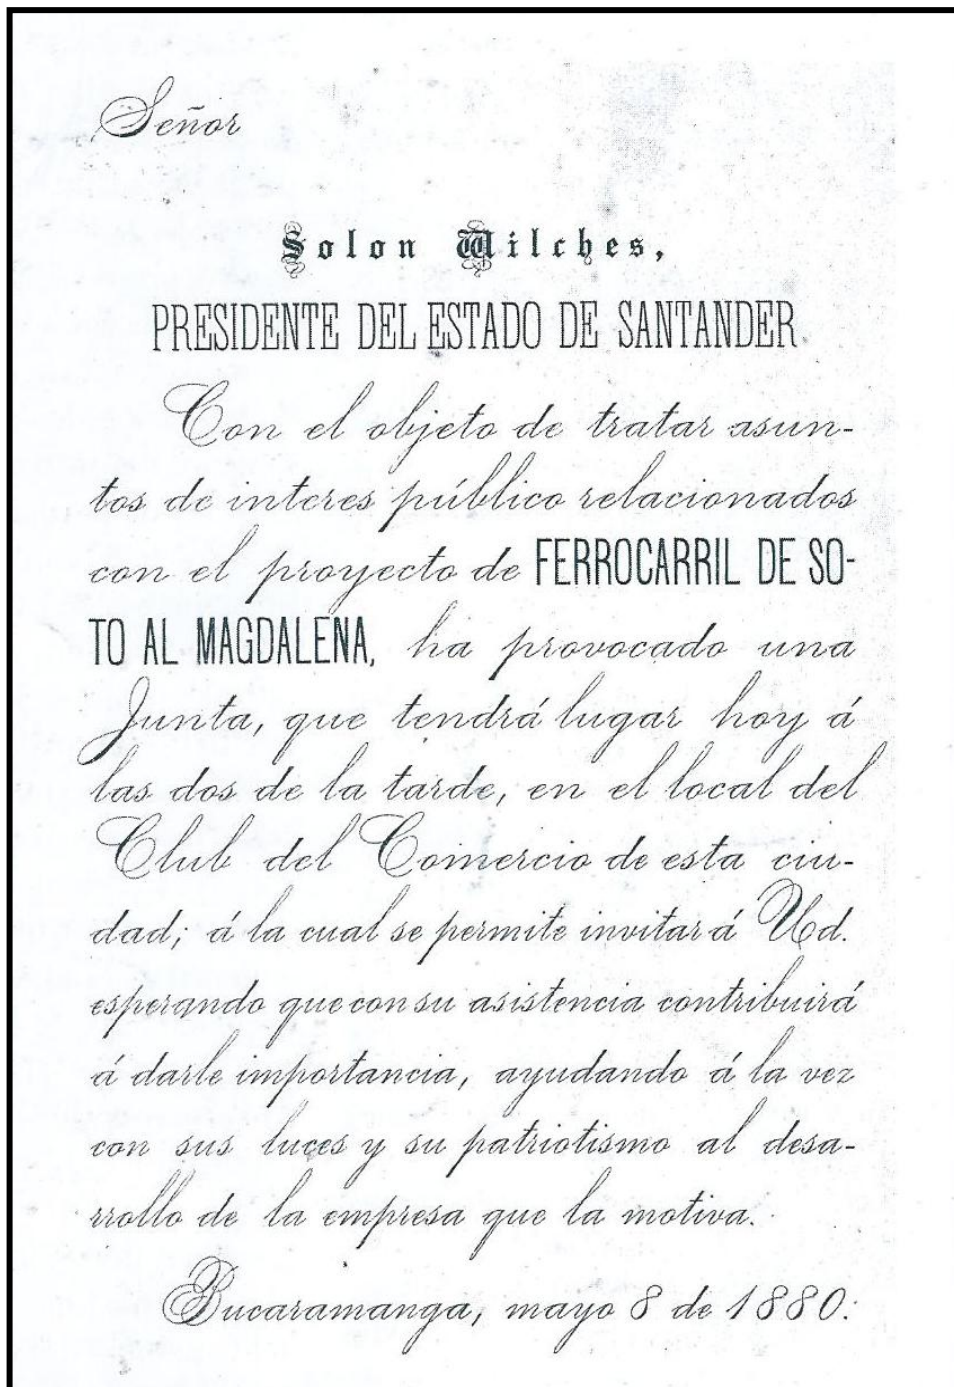 Señor
Solon Wilches,
PRESIDENTE DEL ESTADO DE SANTANDER
Con el objeto de tratar asun-
tos de interes público relacionados
con el proyecto de FERROCARRIL DE SO-
TO AL MAGDALENA, ha provocado una
Junta, que tendrá lugar hoy á
las dos de la tarde, en el local del
Club del Comercio de esta ciu-
dad; á la cual se permite invitar á Ud.
esperando que con su asistencia contribuirá
á darle importancia, ayudando á la vez
con sus luces y su patriotismo al desa-
rrollo de la empresa que la motiva.
Bucaramanga, mayo 8 de 1880.